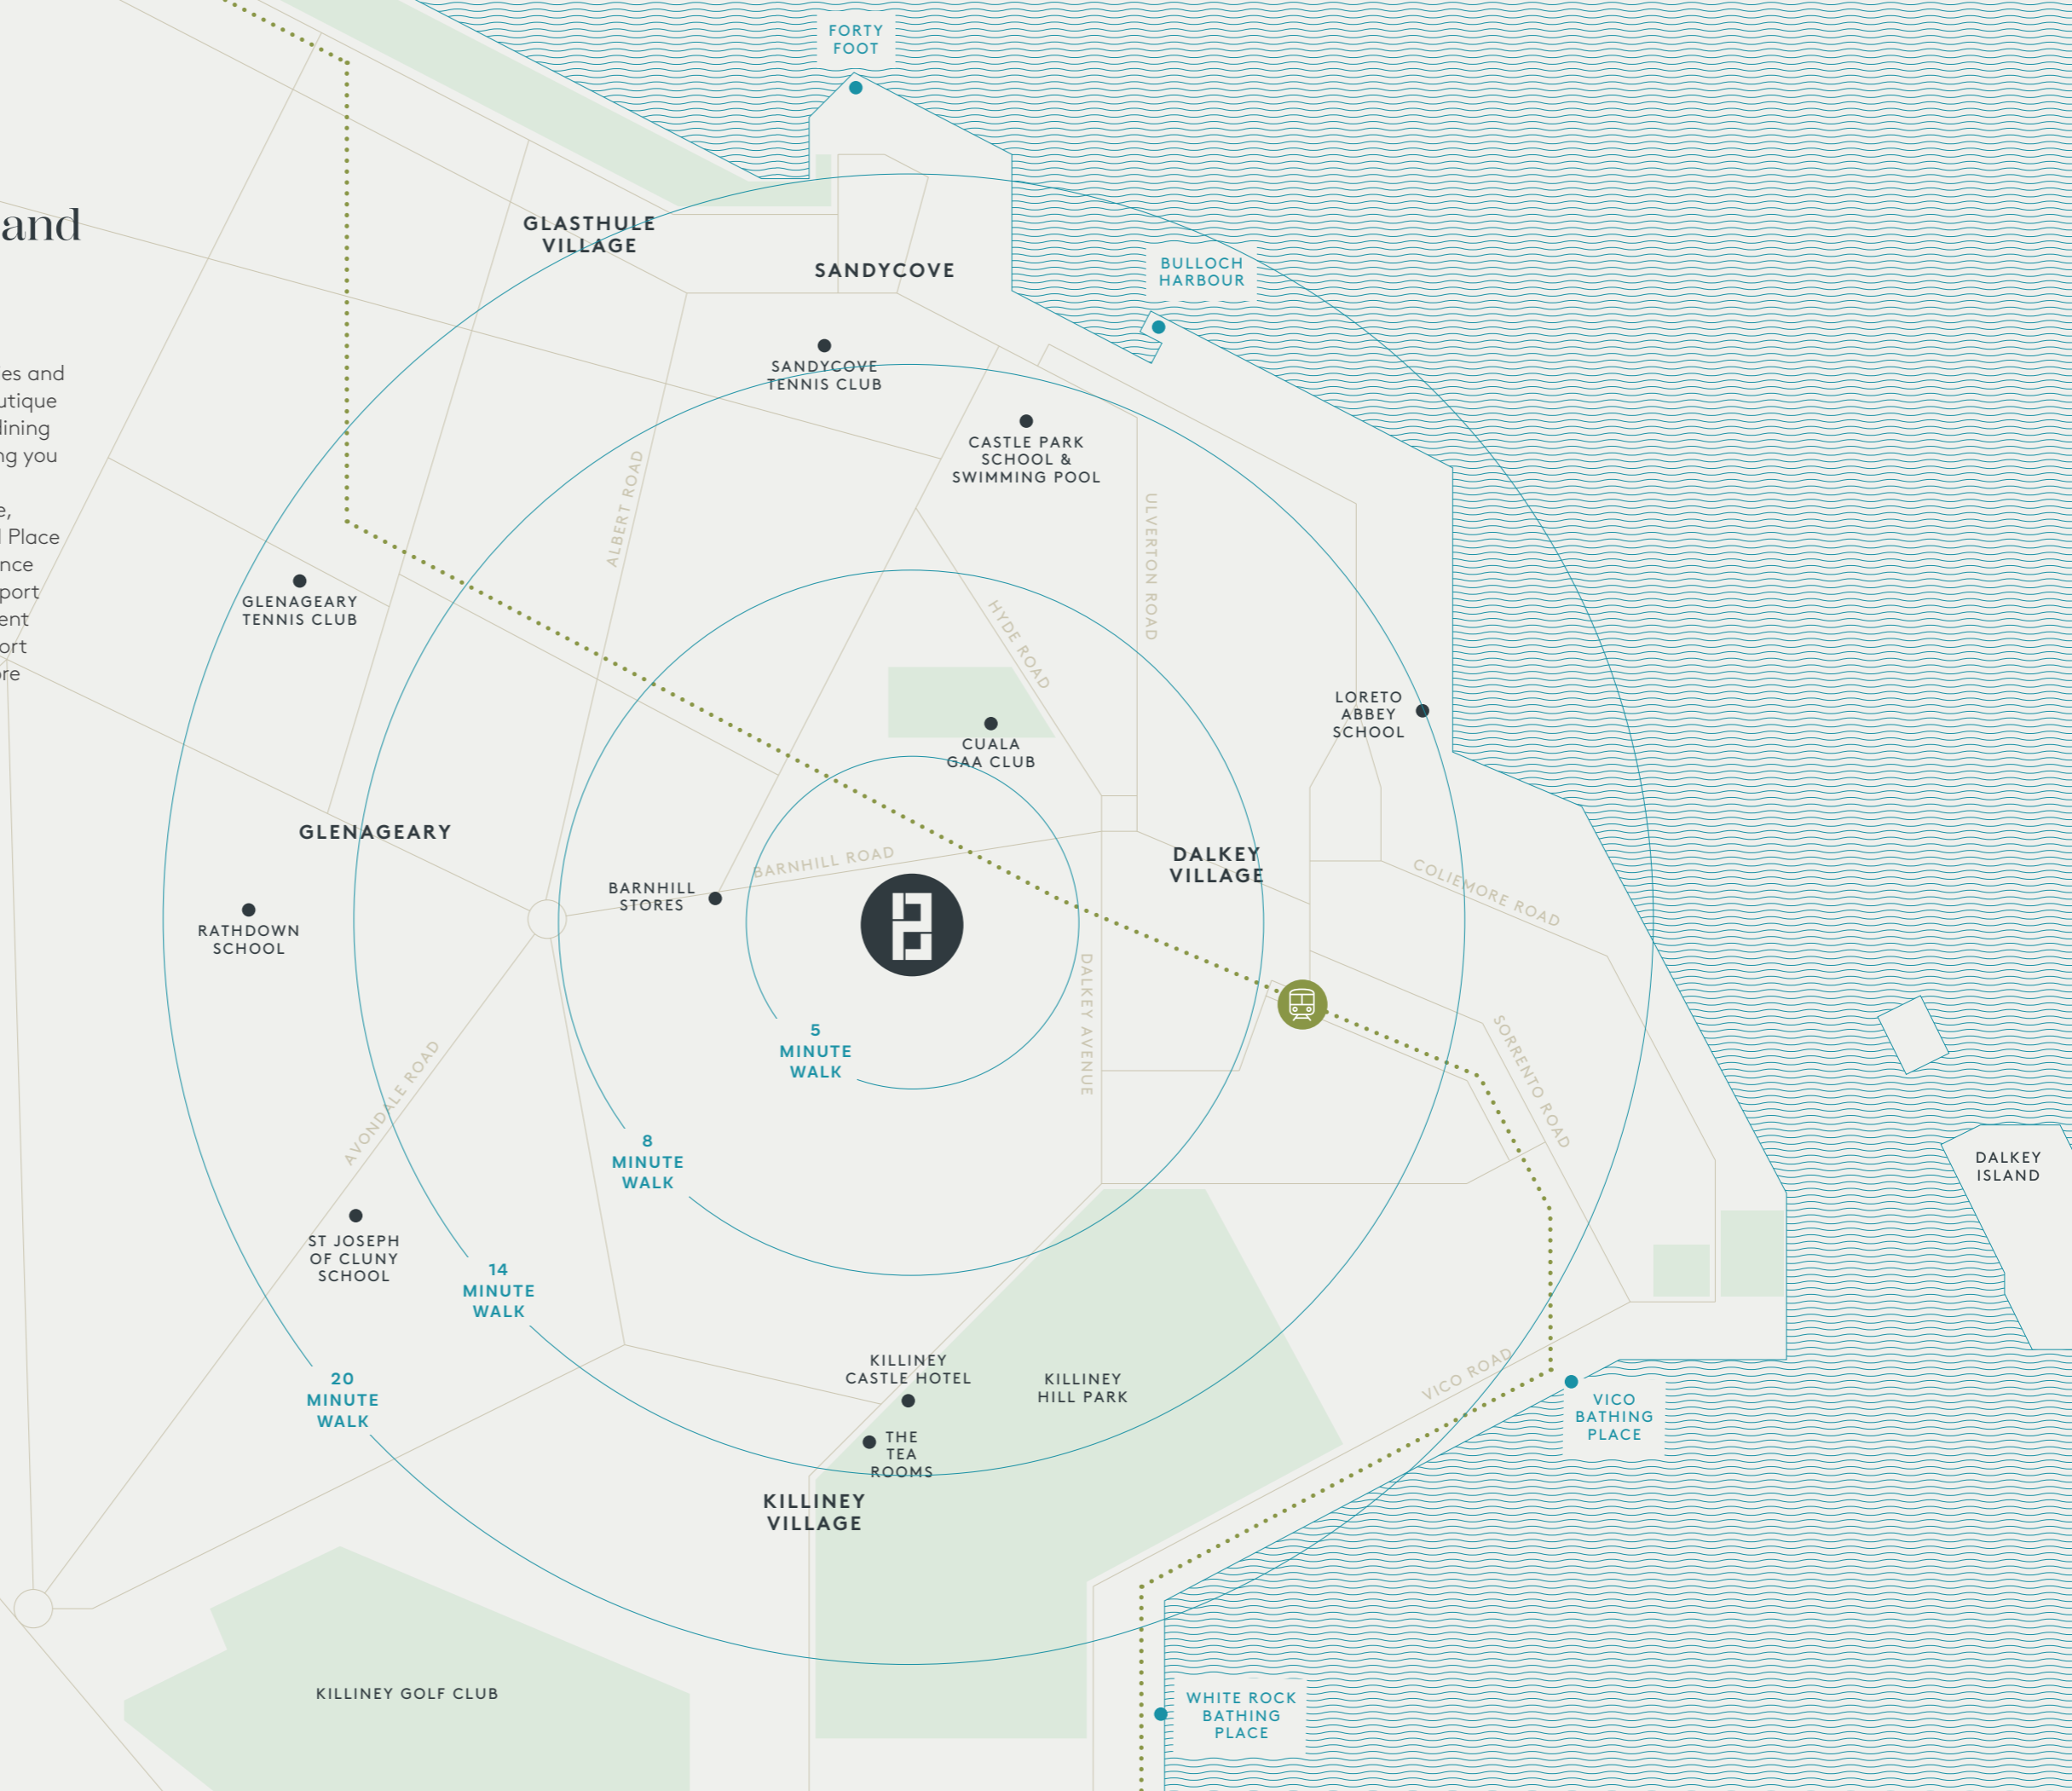 FORTY
FOOT
and
GLASTHULE
VILLAGE
SANDYCOVE
BULLOCH
HARBOUR
SANDYCOVE
TENNIS CLUB
es and
utique
lining
ng you
e,
l Place
nce
port
ent
ort
ore
CASTLE PARK
SCHOOL &
SWIMMING POOL
ALBERT ROAD
ULVERTON ROAD
HYDE ROAD
GLENAGEARY
TENNIS CLUB
LORETO
ABBEY
SCHOOL
CUALA
GAA CLUB
GLENAGEARY
BARNHILL ROAD
DALKEY
VILLAGE
COLIEMORE ROAD
BARNHILL
STORES
RATHDOWN
SCHOOL
DALKEY AVENUE
5
MINUTE
WALK
SORRENTO ROAD
AVONDALE ROAD
8
MINUTE
WALK
DALKEY
ISLAND
ST JOSEPH
OF CLUNY
SCHOOL
14
MINUTE
WALK
20
MINUTE
WALK
KILLINEY
CASTLE HOTEL
KILLINEY
HILL PARK
VICO ROAD
VICO
BATHING
PLACE
THE
TEA
ROOMS
KILLINEY
VILLAGE
KILLINEY GOLF CLUB
WHITE ROCK
BATHING
PLACE